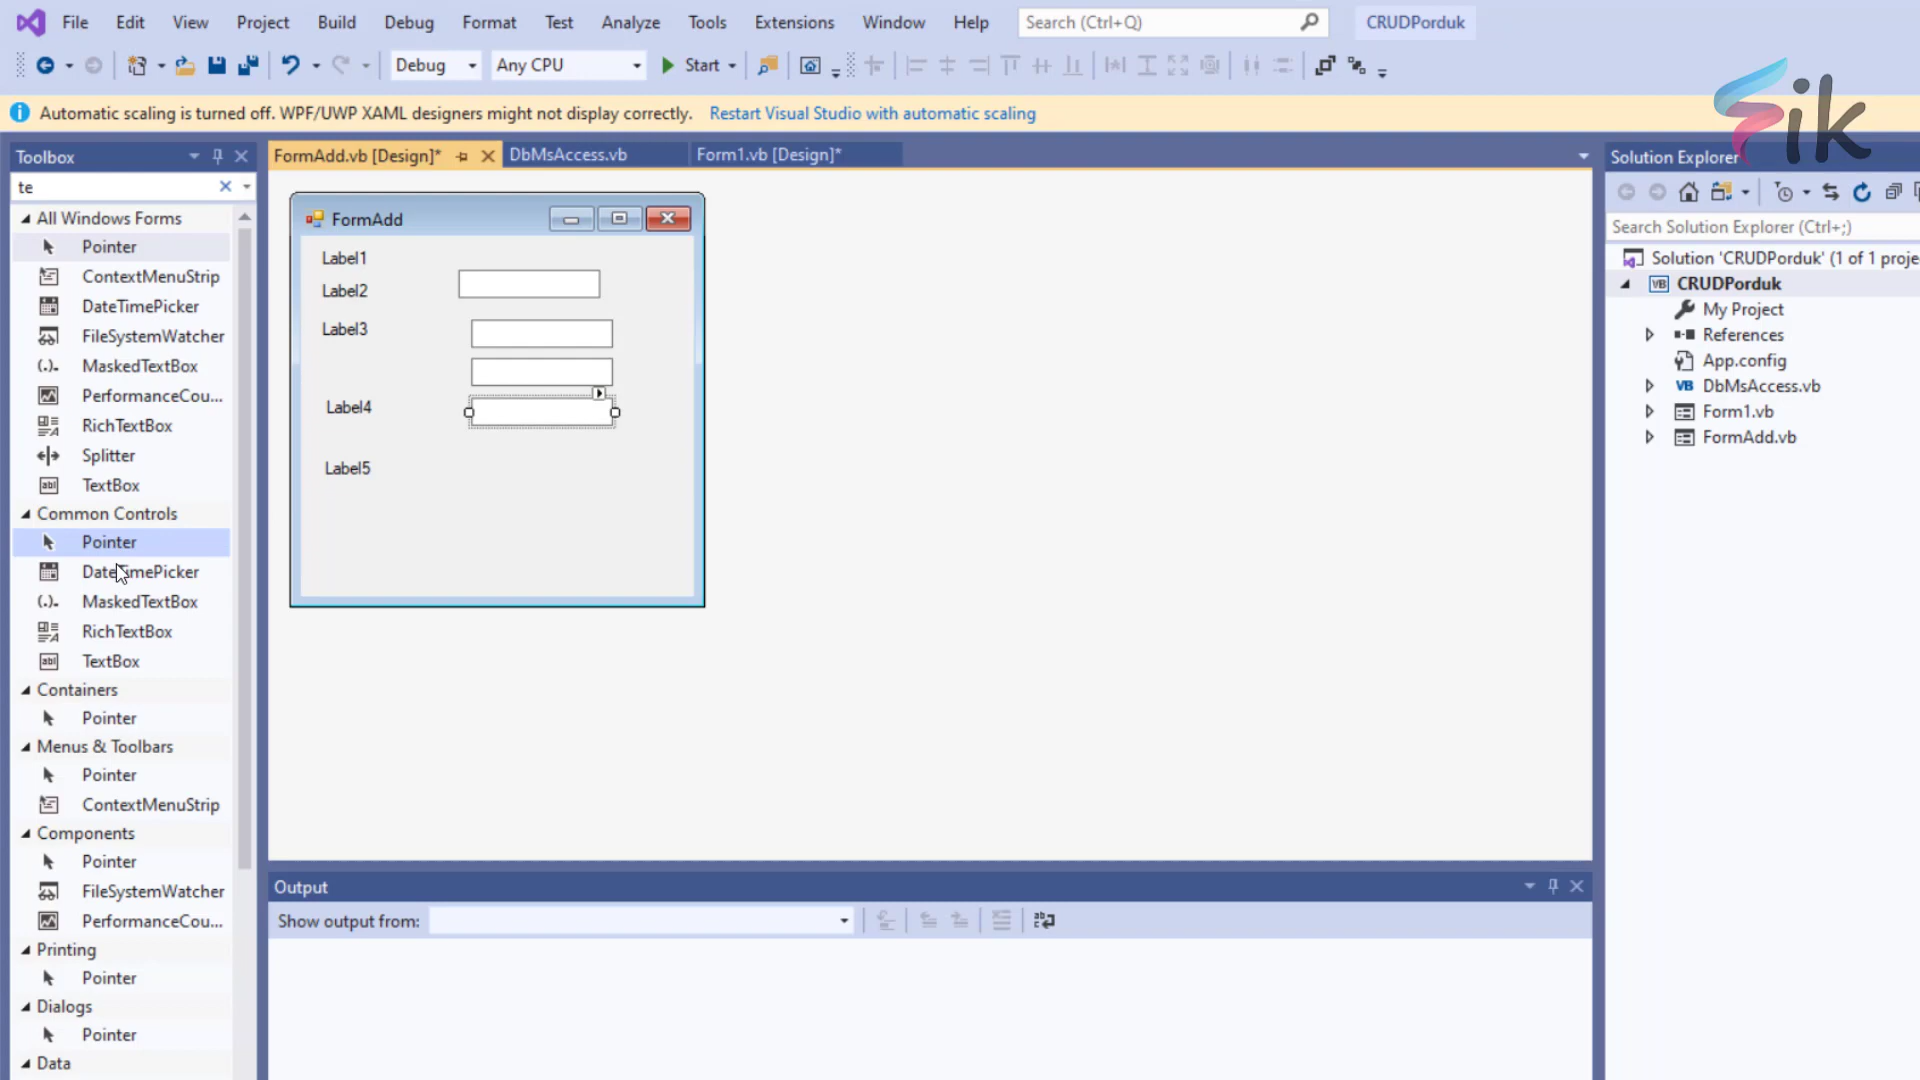 File Edit View Project Build Debug Format Test Analyze Tools Extensions Window Help Search (Ctrl+Q) CRUDPorduk
Debug Any CPU Start
Automatic scaling is turned off. WPF/UWP XAML designers might not display correctly. Restart Visual Studio with automatic scaling
ik
Toolbox
te
All Windows Forms
Pointer
ContextMenuStrip
DateTimePicker
FileSystemWatcher
MaskedTextBox
PerformanceCou...
RichTextBox
Splitter
TextBox
Common Controls
Pointer
DateTimePicker
MaskedTextBox
RichTextBox
TextBox
Containers
Pointer
Menus & Toolbars
Pointer
ContextMenuStrip
Components
Pointer
FileSystemWatcher
PerformanceCou...
Printing
Pointer
Dialogs
Pointer
Data
FormAdd.vb [Design]* DbMsAccess.vb Form1.vb [Design]*
FormAdd
Label1
Label2
Label3
Label4
Label5
Output
Show output from:
Solution Explorer
Search Solution Explorer (Ctrl+;)
Solution 'CRUDPorduk' (1 of 1 proje
VB CRUDPorduk
My Project
References
App.config
VB DbMsAccess.vb
Form1.vb
FormAdd.vb